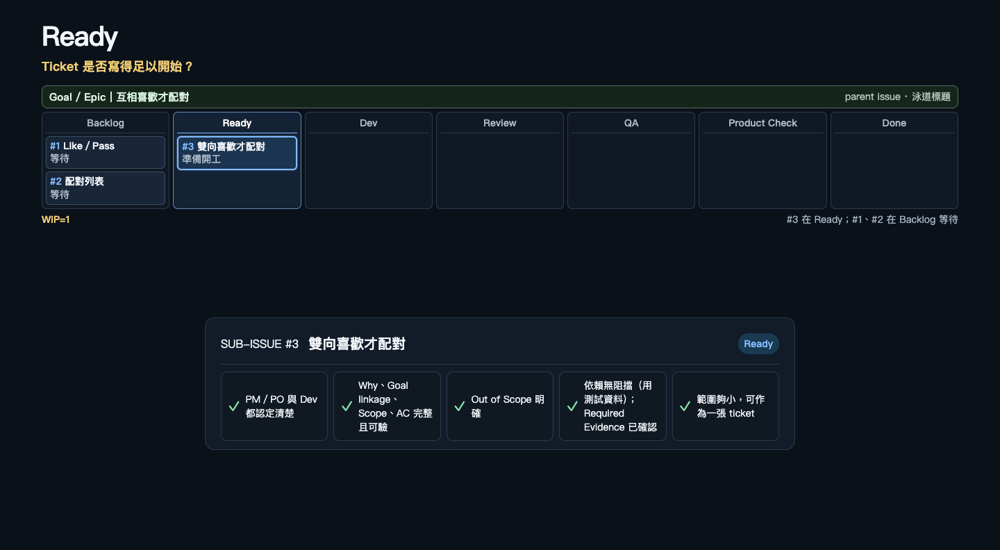 Ready
Ticket 是否寫得足以開始？
Goal / Epic｜互相喜歡才配對
parent issue · 泳道標題
Backlog
Ready
Dev
Review
QA
Product Check
Done
#1 Like / Pass
等待
#2 配對列表
等待
#3 雙向喜歡才配對
準備開工
WIP=1
#3 在 Ready；#1、#2 在 Backlog 等待
SUB-ISSUE #3 雙向喜歡才配對
Ready
PM / PO 與 Dev
都認定清楚
Why、Goal
linkage、
Scope、AC 完整
且可驗
Out of Scope 明
確
依賴無阻擋（用
測試資料）；
Required
Evidence 已確認
範圍夠小，可作
為一張 ticket